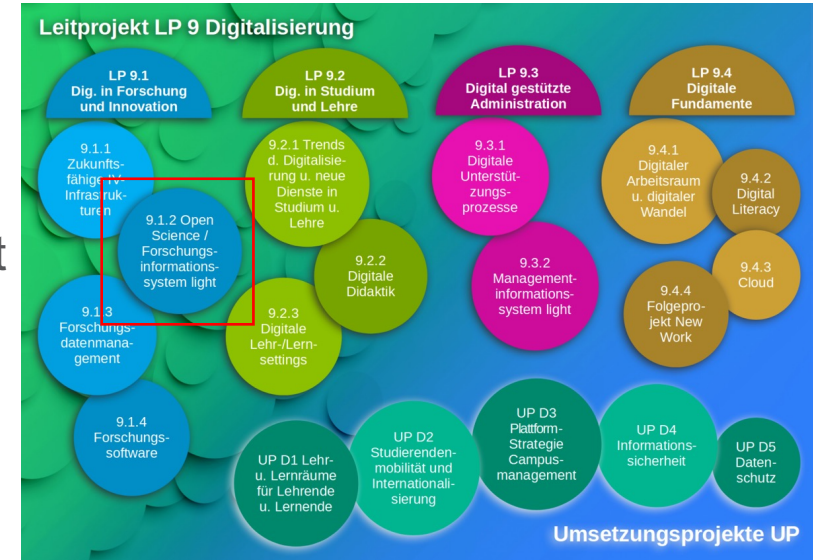 Leitprojekt LP 9 Digitalisierung
LP 9.1
Dig. in Forschung
und Innovation
LP 9.2
Dig. in Studium
und Lehre
LP 9.3
Digital gestützte
Administration
LP 9.4
Digitale
Fundamente
9.1.1
Zukunfts-
fähige IV-
Infrastruk-
turen
9.1.2 Open
Science /
Forschungs-
informations-
system light
9.1.3
Forschungs-
datenmana-
gement
9.1.4
Forschungs-
software
9.2.1 Trends
d. Digitalisie-
rung u. neue
Dienste in
Studium u.
Lehre
9.2.2
Digitale
Didaktik
9.2.3
Digitale
Lehr-/Lern-
settings
9.3.1
Digitale
Unterstüt-
zungs-
prozesse
9.3.2
Management-
informations-
system light
9.4.1
Digitaler
Arbeitsraum
u. digitaler
Wandel
9.4.2
Digital
Literacy
9.4.3
Cloud
9.4.4
Folgepro-
jekt New
Work
t
UP D1 Lehr-
u. Lernräume
für Lehrende
u. Lernende
UP D2
Studierenden-
mobilität und
Internationali-
sierung
UP D3
Plattform-
Strategie
Campus-
management
UP D4
Informations-
sicherheit
UP D5
Daten-
schutz
Umsetzungsprojekte UP